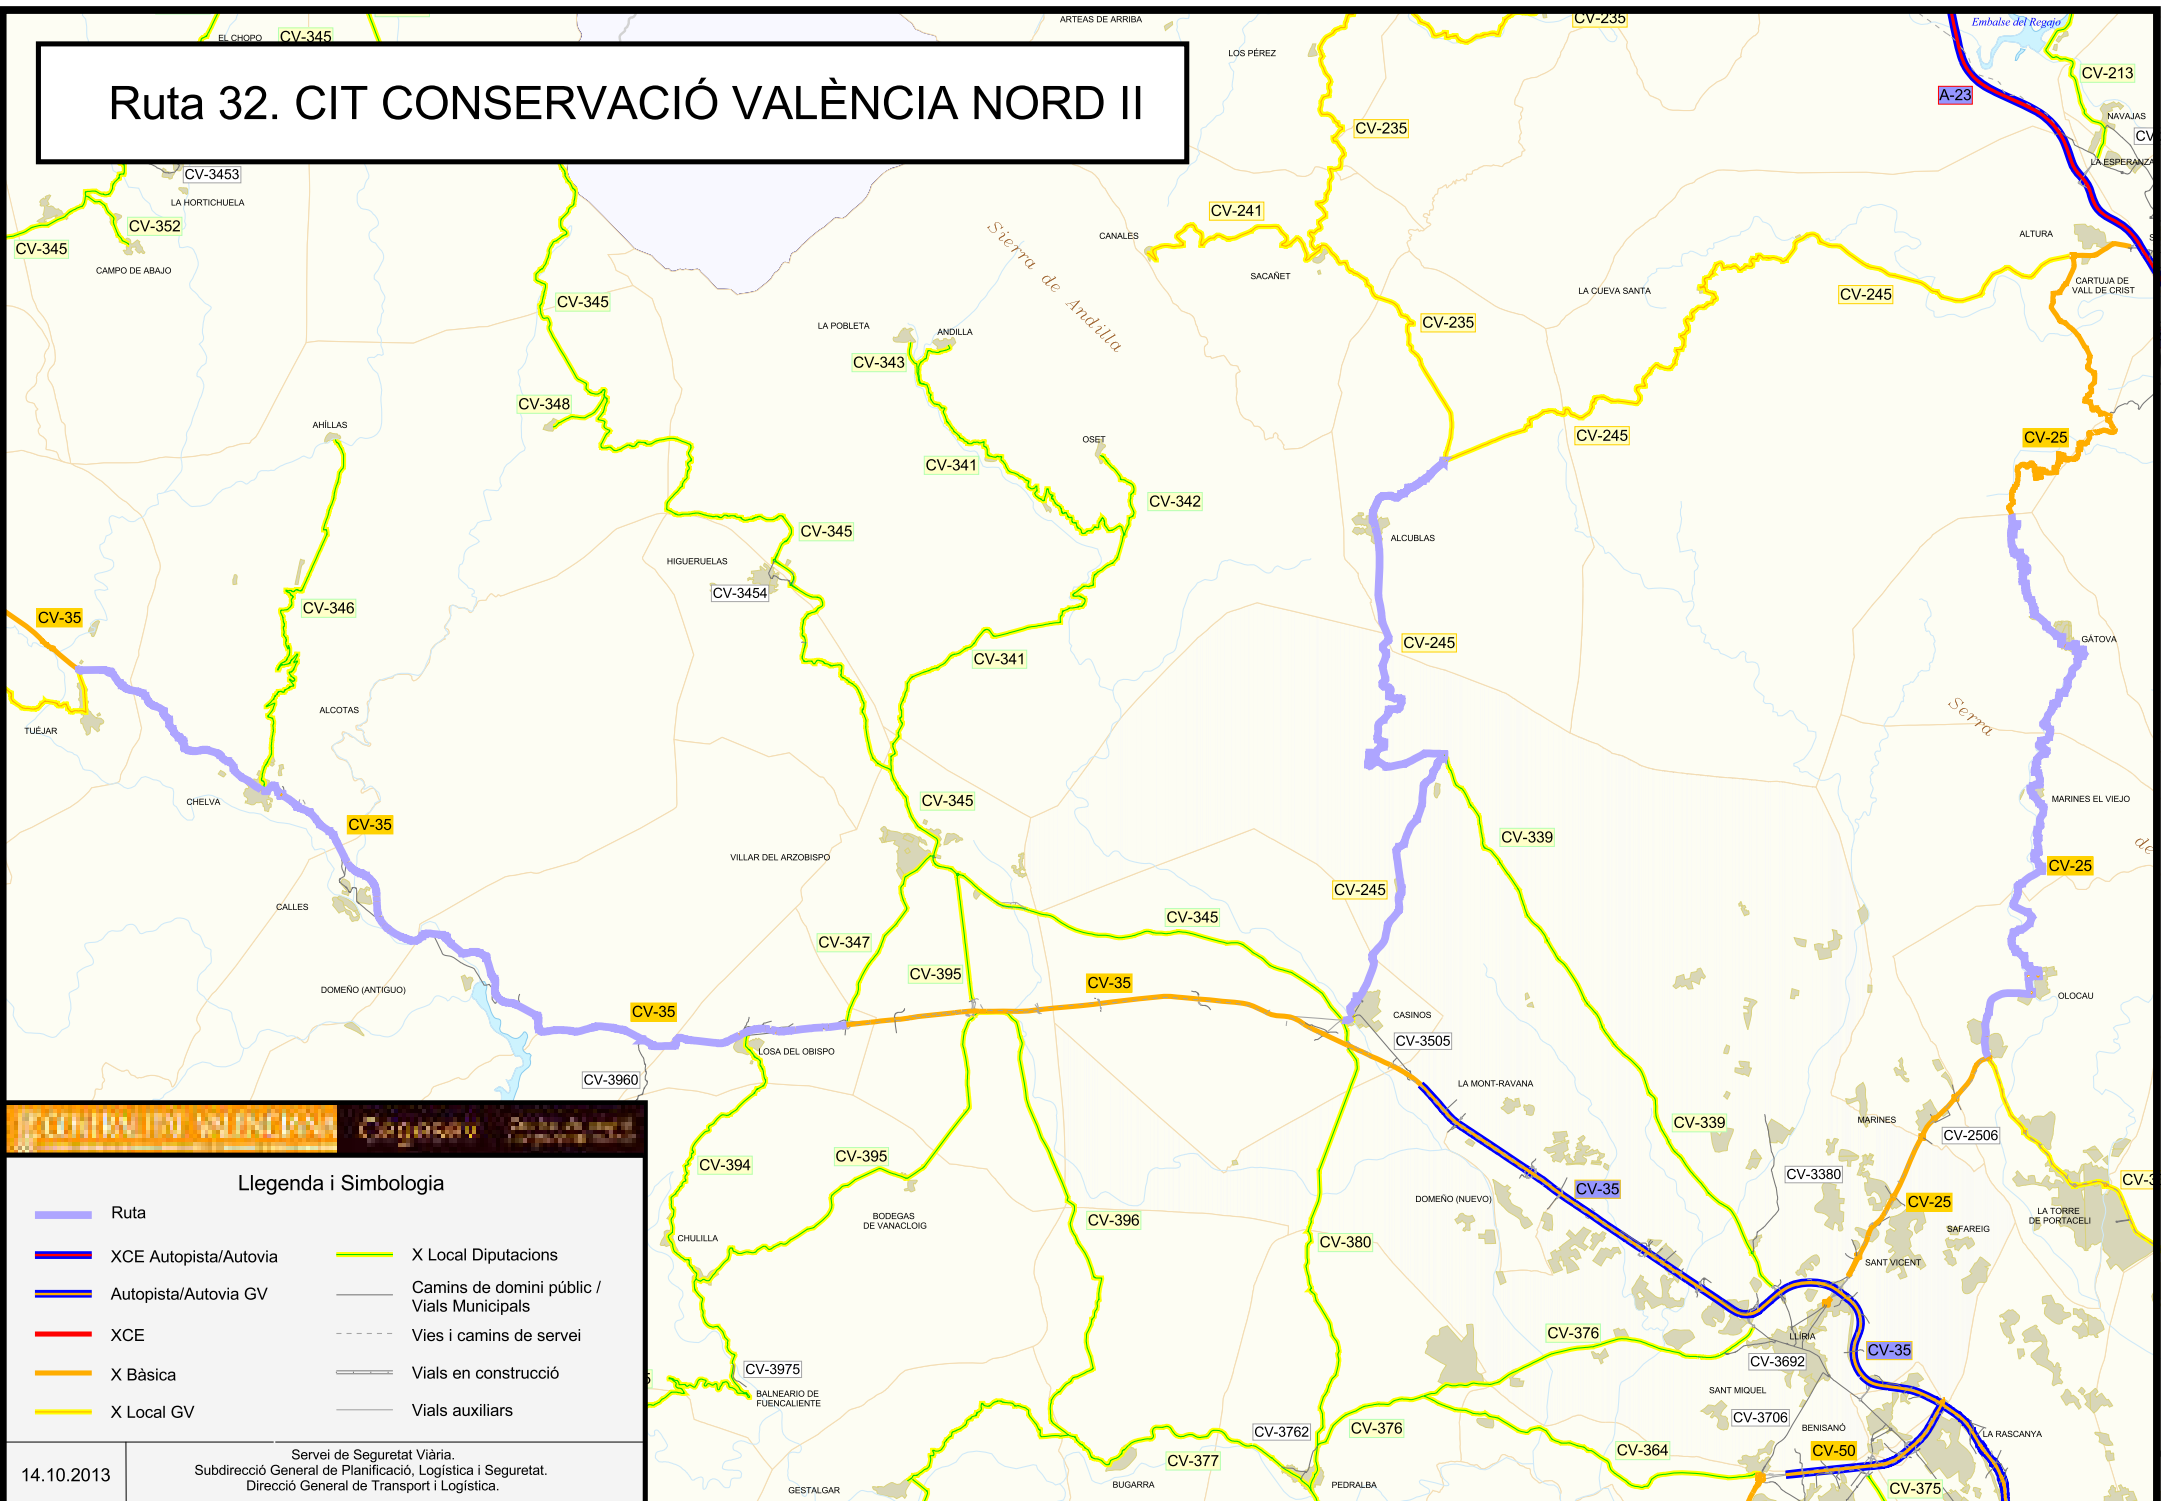 ARTEAS DE ARRIBA
CV-235
Embalse del Regajo
EL CHOPO
CV-345
LOS PÉREZ
CV-213
A-23
Ruta 32. CIT CONSERVACIÓ VALÈNCIA NORD II
NAVAJAS
CV-235
LA ESPERANZA
CV-3453
LA HORTICHUELA
CV-352
CV-241
CANALES
Sierra de Andilla
ALTURA
CV-345
CAMPO DE ABAJO
SACAÑET
CARTUJA DE
VALL DE CRIST
LA CUEVA SANTA
CV-245
CV-345
CV-235
LA POBLETA
ANDILLA
CV-343
CV-348
AHÍLLAS
OSET
CV-245
CV-25
CV-341
CV-342
CV-345
ALCUBLAS
HIGUERUELAS
CV-3454
CV-346
CV-35
GÁTOVA
CV-245
CV-341
TUÉJAR
ALCOTAS
Serra
de
CHELVA
CV-345
MARINES EL VIEJO
CV-35
CV-339
VILLAR DEL ARZOBISPO
CV-25
CV-245
CALLES
CV-345
CV-347
CV-395
CV-35
DOMEÑO (ANTIGUO)
OLOCAU
CV-35
CASINOS
CV-3505
LOSA DEL OBISPO
CV-3960
LA MONT-RAVANA
CV-339
MARINES
CV-2506
CV-395
CV-394
CV-3380
CV-35
DOMEÑO (NUEVO)
CV-25
BODEGAS
DE VANACLOIG
CV-396
LA TORRE
DE PORTACELI
SAFAREIG
CHULILLA
CV-380
SANT VICENT
CV-376
LLÍRIA
CV-35
CV-3692
CV-3975
BALNEARIO DE
FUENCALIENTE
SANT MIQUEL
CV-3706
CV-3762
CV-376
BENISANÓ
LA RASCANYA
CV-364
CV-50
CV-377
GESTALGAR
BUGARRA
PEDRALBA
CV-375
GENERALITAT VALENCIANA
Cegesev
Llegenda i Simbologia
Ruta
XCE Autopista/Autovia
Autopista/Autovia GV
XCE
X Bàsica
X Local GV
X Local Diputacions
Camins de domini públic /
Vials Municipals
Vies i camins de servei
Vials en construcció
Vials auxiliars
14.10.2013
Servei de Seguretat Viària.
Subdirecció General de Planificació, Logística i Seguretat.
Direcció General de Transport i Logística.